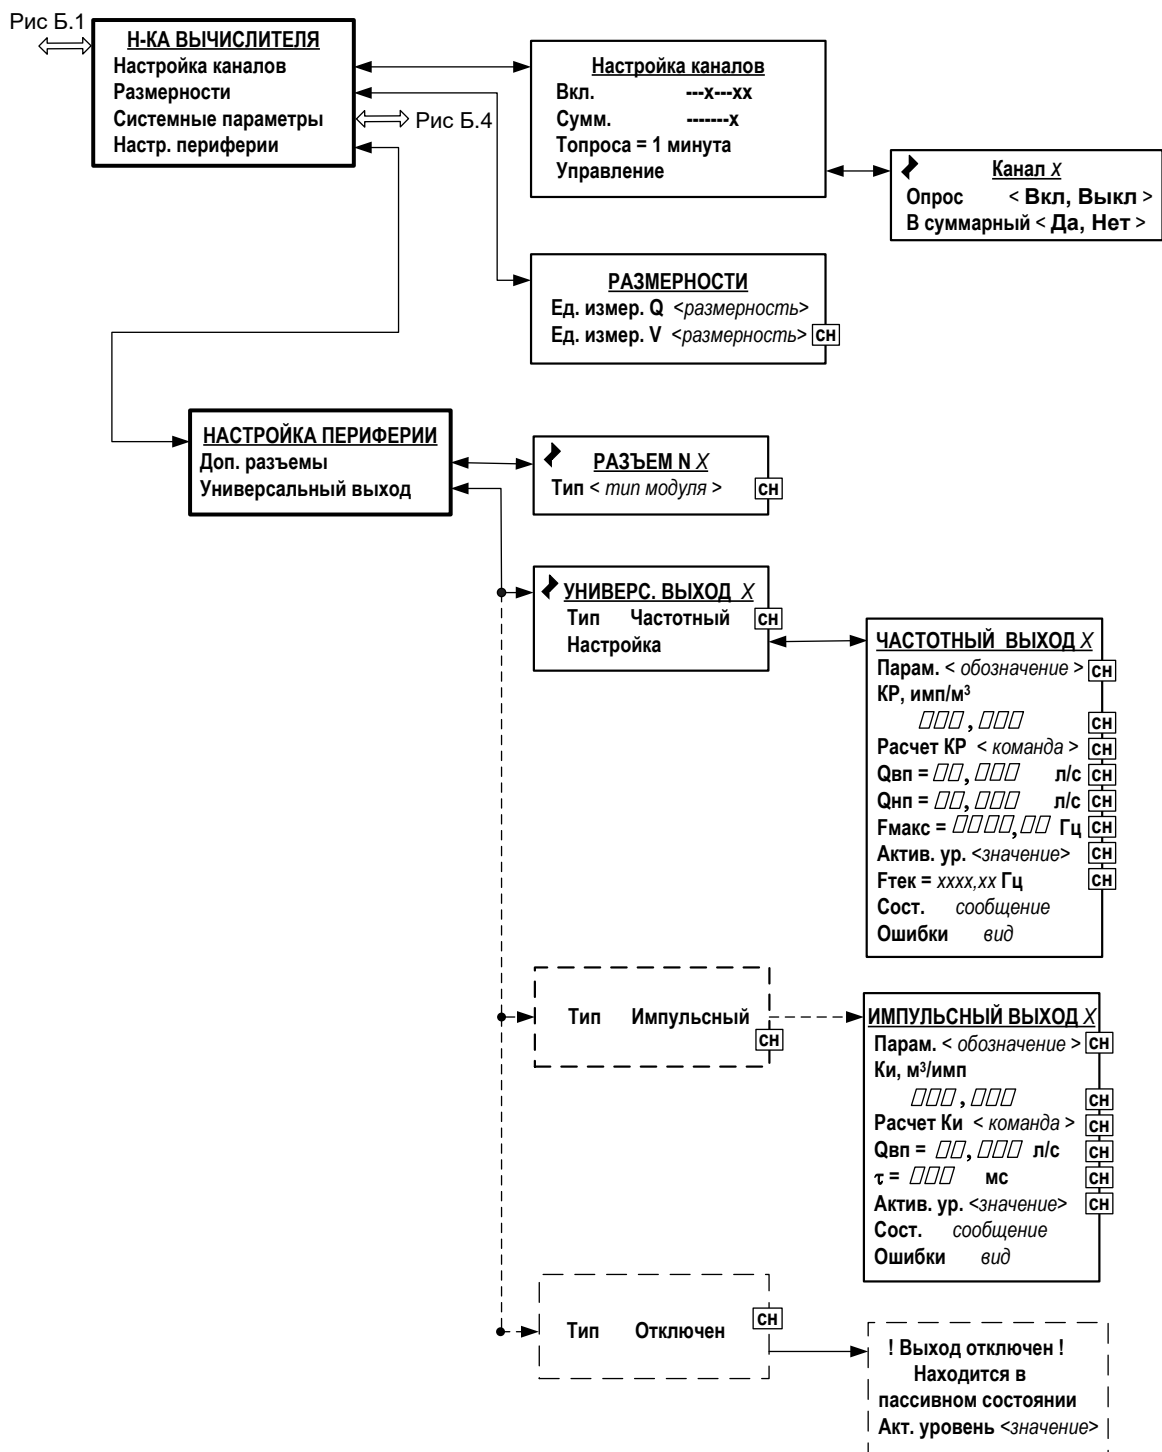 Рис Б.1
Н-КА ВЫЧИСЛИТЕЛЯ
Настройка каналов
Размерности
Системные параметры
Рис Б.4
Настр. периферии
Настройка каналов
Вкл. ---x---xx
Сумм. -------x
Топроса = 1 минута
Управление
Канал X
Опрос < Вкл, Выкл >
В суммарный < Да, Нет >
РАЗМЕРНОСТИ
Ед. измер. Q <размерность>
Ед. измер. V <размерность> СН
НАСТРОЙКА ПЕРИФЕРИИ
Доп. разъемы
Универсальный выход
РАЗЪЕМ N X
Тип < тип модуля > СН
УНИВЕРС. ВЫХОД X
Тип Частотный СН
Настройка
ЧАСТОТНЫЙ ВЫХОД X
Парам. < обозначение > СН
КР, имп/м³
▱▱▱,▱▱▱ СН
Расчет КР < команда > СН
Qвп = ▱▱,▱▱▱ л/с СН
Qнп = ▱▱,▱▱▱ л/с СН
Fмакс = ▱▱▱▱,▱▱ Гц СН
Актив. ур. <значение> СН
Fтек = xxxx,xx Гц СН
Сост. сообщение
Ошибки вид
Тип Импульсный СН
ИМПУЛЬСНЫЙ ВЫХОД X
Парам. < обозначение > СН
Ки, м³/имп
▱▱▱,▱▱▱ СН
Расчет Ки < команда > СН
Qвп = ▱▱,▱▱▱ л/с СН
τ = ▱▱▱ мс СН
Актив. ур. <значение> СН
Сост. сообщение
Ошибки вид
Тип Отключен СН
! Выход отключен !
Находится в
пассивном состоянии
Акт. уровень <значение>